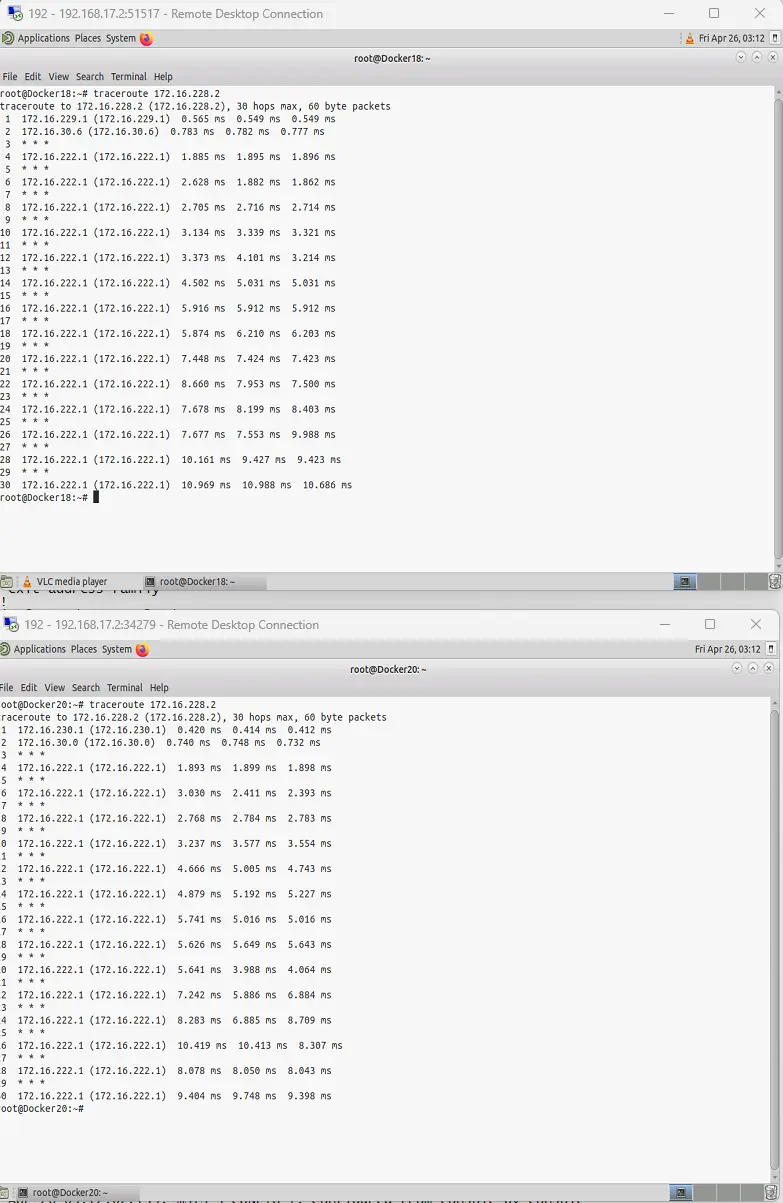 192 - 192.168.17.2:51517 - Remote Desktop Connection
Applications Places System Fri Apr 26, 03:12
root@Docker18: ~
File Edit View Search Terminal Help
root@Docker18:~# traceroute 172.16.228.2
traceroute to 172.16.228.2 (172.16.228.2), 30 hops max, 60 byte packets
1 172.16.229.1 (172.16.229.1) 0.565 ms 0.549 ms 0.549 ms
2 172.16.30.6 (172.16.30.6) 0.783 ms 0.782 ms 0.777 ms
3 * * *
4 172.16.222.1 (172.16.222.1) 1.885 ms 1.895 ms 1.896 ms
5 * * *
6 172.16.222.1 (172.16.222.1) 2.628 ms 1.882 ms 1.862 ms
7 * * *
8 172.16.222.1 (172.16.222.1) 2.705 ms 2.716 ms 2.714 ms
9 * * *
10 172.16.222.1 (172.16.222.1) 3.134 ms 3.339 ms 3.321 ms
11 * * *
12 172.16.222.1 (172.16.222.1) 3.373 ms 4.101 ms 3.214 ms
13 * * *
14 172.16.222.1 (172.16.222.1) 4.502 ms 5.031 ms 5.031 ms
15 * * *
16 172.16.222.1 (172.16.222.1) 5.916 ms 5.912 ms 5.912 ms
17 * * *
18 172.16.222.1 (172.16.222.1) 5.874 ms 6.210 ms 6.203 ms
19 * * *
20 172.16.222.1 (172.16.222.1) 7.448 ms 7.424 ms 7.423 ms
21 * * *
22 172.16.222.1 (172.16.222.1) 8.660 ms 7.953 ms 7.500 ms
23 * * *
24 172.16.222.1 (172.16.222.1) 7.678 ms 8.199 ms 8.403 ms
25 * * *
26 172.16.222.1 (172.16.222.1) 7.677 ms 7.553 ms 9.988 ms
27 * * *
28 172.16.222.1 (172.16.222.1) 10.161 ms 9.427 ms 9.423 ms
29 * * *
30 172.16.222.1 (172.16.222.1) 10.969 ms 10.988 ms 10.686 ms
root@Docker18:~#
VLC media player root@Docker18: ~
exit address family
!
192 - 192.168.17.2:34279 - Remote Desktop Connection
Applications Places System Fri Apr 26, 03:12
root@Docker20: ~
File Edit View Search Terminal Help
oot@Docker20:~# traceroute 172.16.228.2
raceroute to 172.16.228.2 (172.16.228.2), 30 hops max, 60 byte packets
1 172.16.230.1 (172.16.230.1) 0.420 ms 0.414 ms 0.412 ms
2 172.16.30.0 (172.16.30.0) 0.740 ms 0.748 ms 0.732 ms
3 * * *
4 172.16.222.1 (172.16.222.1) 1.893 ms 1.899 ms 1.898 ms
5 * * *
6 172.16.222.1 (172.16.222.1) 3.030 ms 2.411 ms 2.393 ms
7 * * *
8 172.16.222.1 (172.16.222.1) 2.768 ms 2.784 ms 2.783 ms
9 * * *
0 172.16.222.1 (172.16.222.1) 3.237 ms 3.577 ms 3.554 ms
1 * * *
2 172.16.222.1 (172.16.222.1) 4.666 ms 5.005 ms 4.743 ms
3 * * *
4 172.16.222.1 (172.16.222.1) 4.879 ms 5.192 ms 5.227 ms
5 * * *
6 172.16.222.1 (172.16.222.1) 5.741 ms 5.016 ms 5.016 ms
7 * * *
8 172.16.222.1 (172.16.222.1) 5.626 ms 5.649 ms 5.643 ms
9 * * *
0 172.16.222.1 (172.16.222.1) 5.641 ms 3.988 ms 4.064 ms
1 * * *
2 172.16.222.1 (172.16.222.1) 7.242 ms 5.886 ms 6.884 ms
3 * * *
4 172.16.222.1 (172.16.222.1) 8.283 ms 6.885 ms 8.709 ms
5 * * *
6 172.16.222.1 (172.16.222.1) 10.419 ms 10.413 ms 8.307 ms
7 * * *
8 172.16.222.1 (172.16.222.1) 8.078 ms 8.050 ms 8.043 ms
9 * * *
0 172.16.222.1 (172.16.222.1) 9.404 ms 9.748 ms 9.398 ms
oot@Docker20:~#
root@Docker20: ~